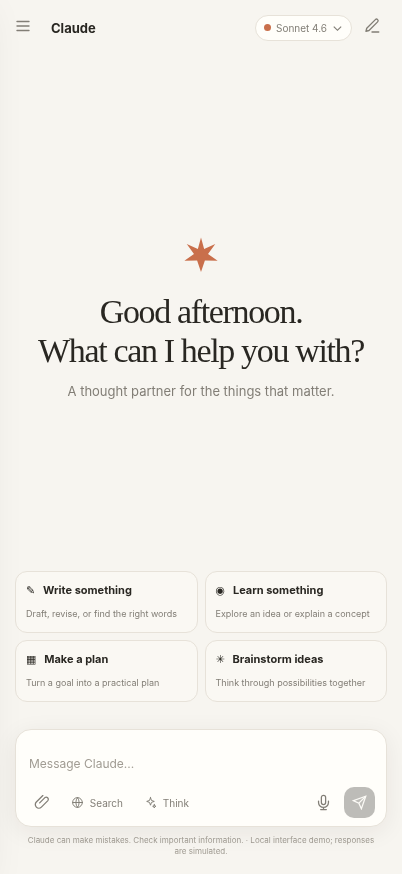 Claude
Sonnet 4.6
Good afternoon.
What can I help you with?
A thought partner for the things that matter.
Write something
Draft, revise, or find the right words
Learn something
Explore an idea or explain a concept
Make a plan
Turn a goal into a practical plan
Brainstorm ideas
Think through possibilities together
Message Claude...
Search
Think
Claude can make mistakes. Check important information. · Local interface demo; responses
are simulated.